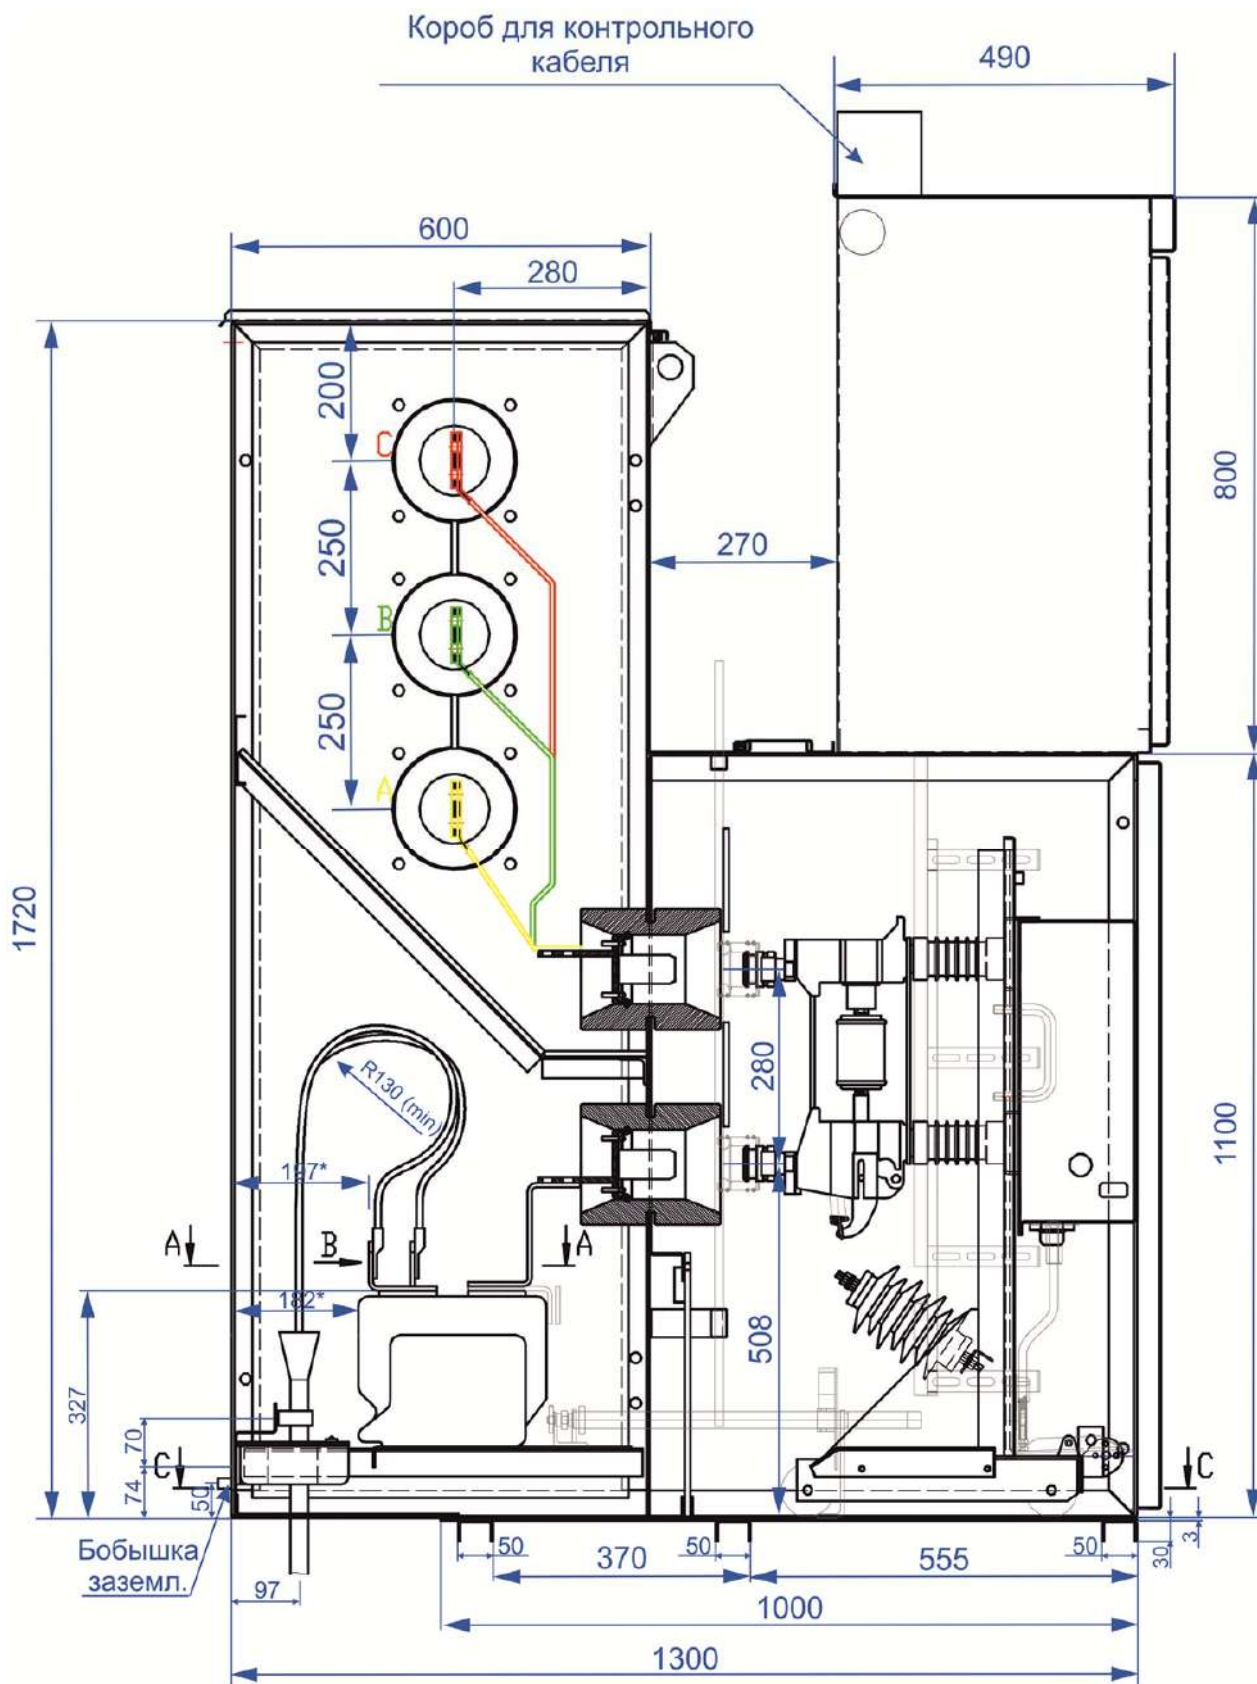 Короб для контрольного
кабеля
490
600
280
200
C
250
800
270
B
250
A
1720
R130 (min)
280
1100
197*
A
B
A
182*
508
327
70
C
C
74
50
3
30
Бобышка
заземл.
50
50
50
370
555
97
1000
1300